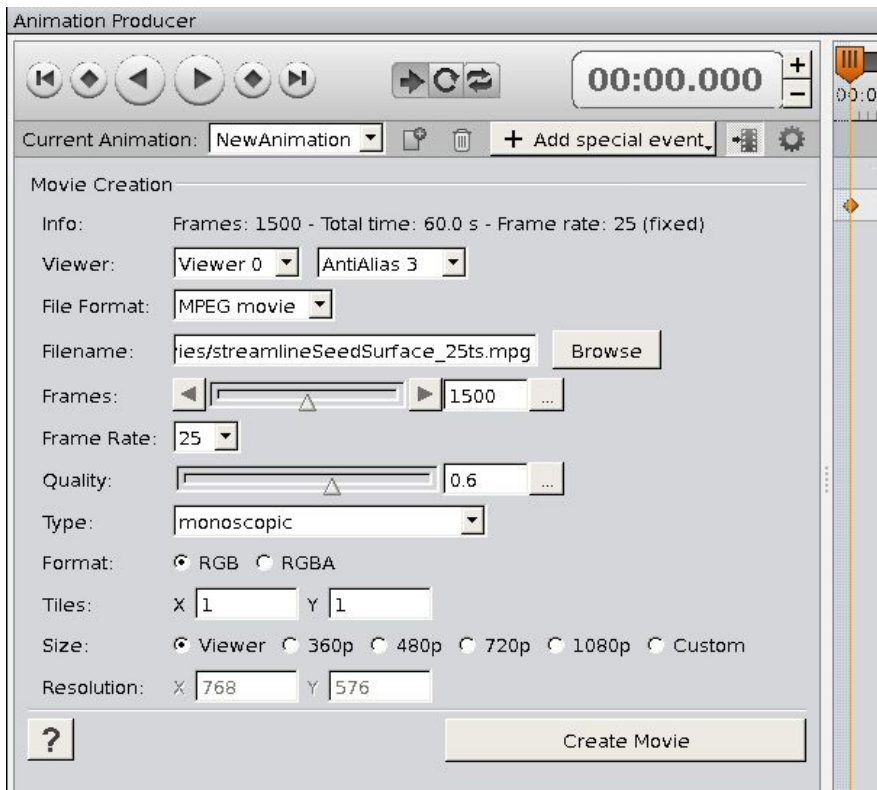 Animation Producer
00:00.000
+
−
00:0
Current Animation: NewAnimation + Add special event
Movie Creation
Info: Frames: 1500 - Total time: 60.0 s - Frame rate: 25 (fixed)
Viewer: Viewer 0 AntiAlias 3
File Format: MPEG movie
Filename: ries/streamlineSeedSurface_25ts.mpg Browse
Frames: 1500 ...
Frame Rate: 25
Quality: 0.6 ...
Type: monoscopic
Format: RGB RGBA
Tiles: X 1 Y 1
Size: Viewer 360p 480p 720p 1080p Custom
Resolution: X 768 Y 576
? Create Movie